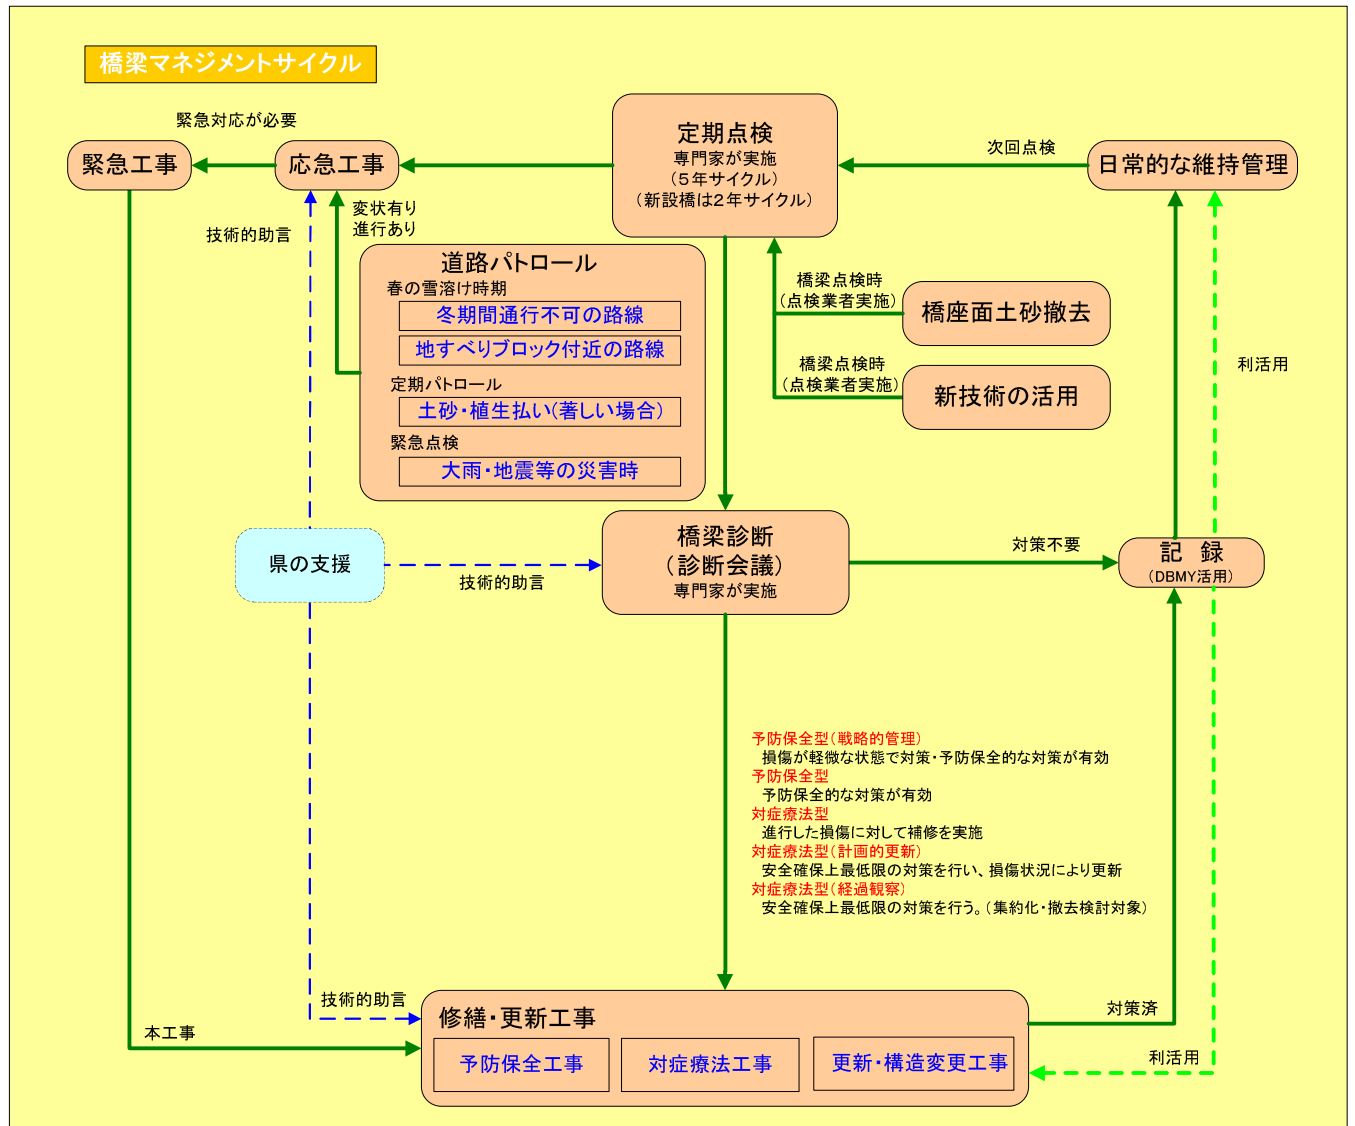 橋梁マネジメントサイクル
緊急対応が必要
緊急工事
応急工事
定期点検
専門家が実施
（５年サイクル）
（新設橋は２年サイクル）
次回点検
日常的な維持管理
技術的助言
変状有り
進行あり
道路パトロール
春の雪溶け時期
冬期間通行不可の路線
地すべりブロック付近の路線
定期パトロール
土砂・植生払い（著しい場合）
緊急点検
大雨・地震等の災害時
橋梁点検時
（点検業者実施）
橋座面土砂撤去
橋梁点検時
（点検業者実施）
新技術の活用
利活用
県の支援
技術的助言
橋梁診断
（診断会議）
専門家が実施
対策不要
記　録
（DBMY活用）
予防保全型（戦略的管理）
損傷が軽微な状態で対策・予防保全的な対策が有効
予防保全型
予防保全的な対策が有効
対症療法型
進行した損傷に対して補修を実施
対症療法型（計画的更新）
安全確保上最低限の対策を行い、損傷状況により更新
対症療法型（経過観察）
安全確保上最低限の対策を行う。（集約化・撤去検討対象）
技術的助言
本工事
修繕・更新工事
予防保全工事
対症療法工事
更新・構造変更工事
対策済
利活用